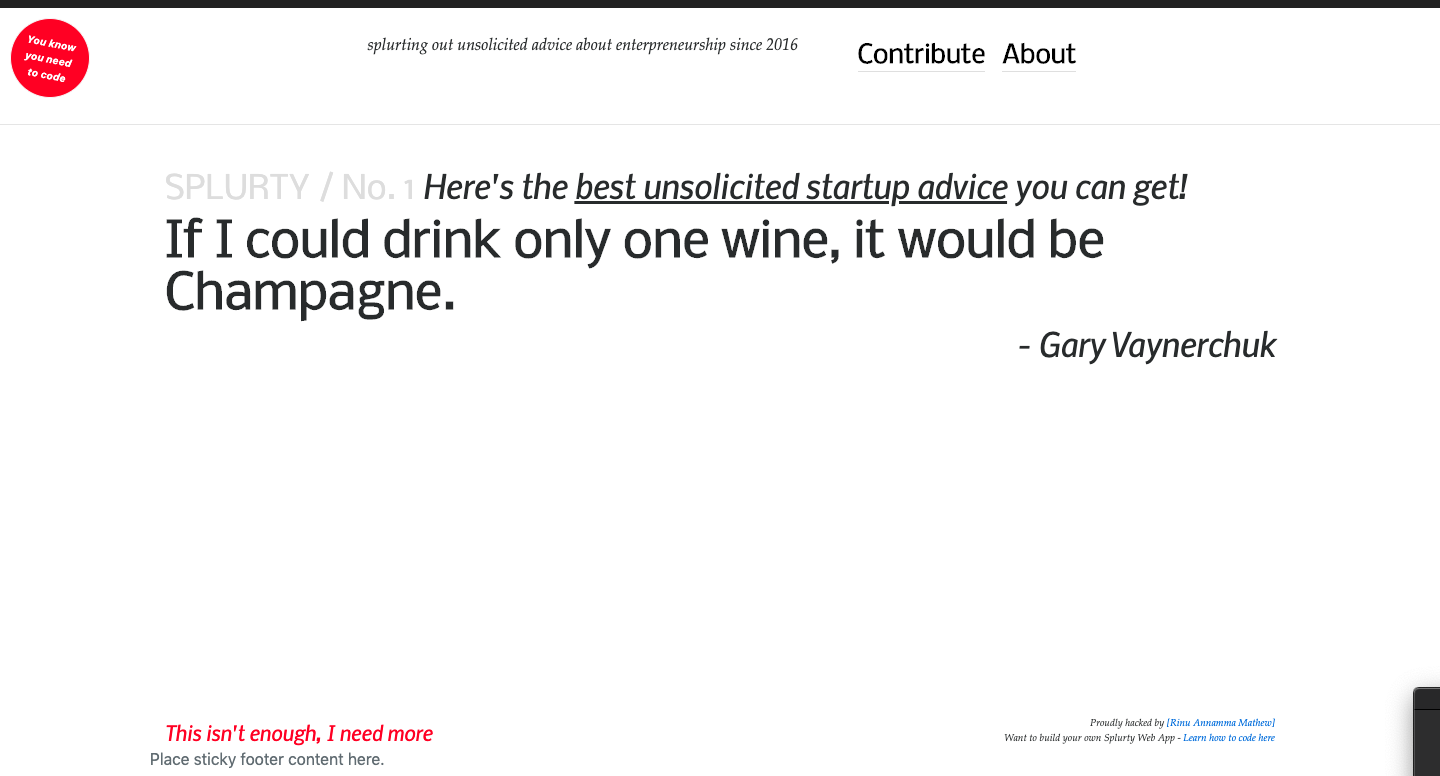 You know
you need
to code
splurting out unsolicited advice about enterpreneurship since 2016
Contribute About
SPLURTY / No. 1 Here's the best unsolicited startup advice you can get!
If I could drink only one wine, it would be
Champagne.
- Gary Vaynerchuk
This isn't enough, I need more
Place sticky footer content here.
Proudly hacked by [Rinu Annamma Mathew]
Want to build your own Splurty Web App - Learn how to code here